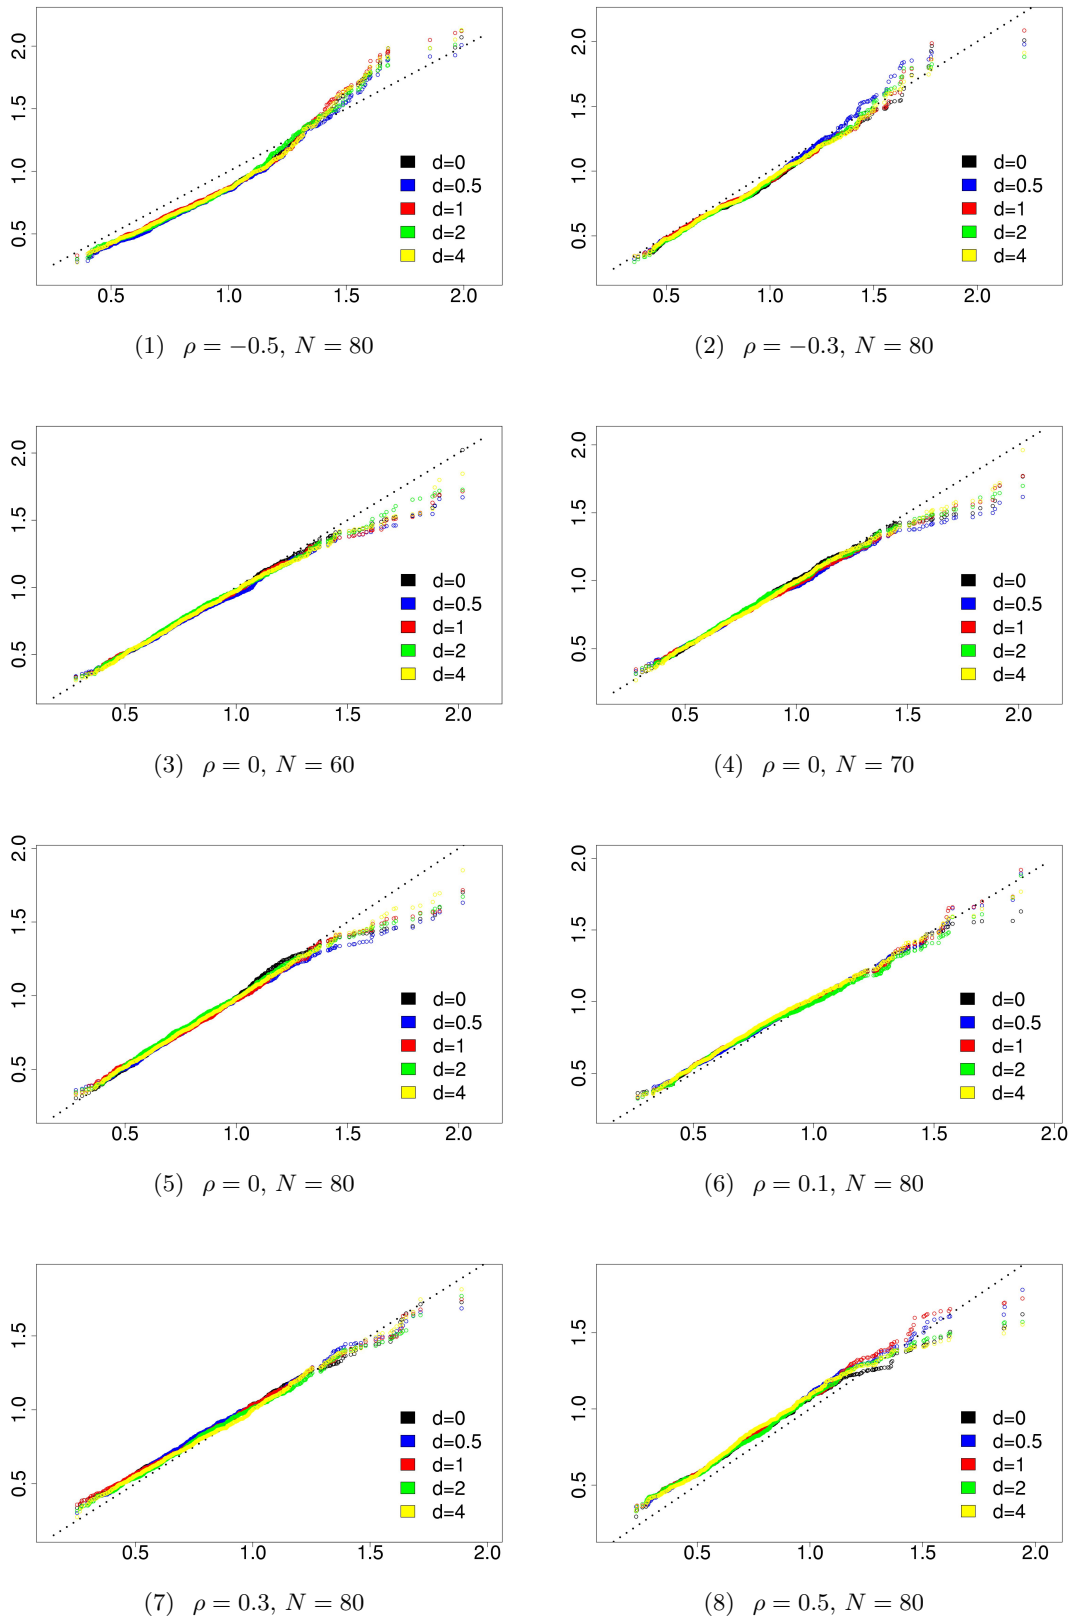 2.0
1.5
1.0
0.5
d=0
d=0.5
d=1
d=2
d=4
0.5 1.0 1.5 2.0
(1) ρ = −0.5, N = 80
2.0
1.5
1.0
0.5
d=0
d=0.5
d=1
d=2
d=4
0.5 1.0 1.5 2.0
(2) ρ = −0.3, N = 80
2.0
1.5
1.0
0.5
d=0
d=0.5
d=1
d=2
d=4
0.5 1.0 1.5 2.0
(3) ρ = 0, N = 60
2.0
1.5
1.0
0.5
d=0
d=0.5
d=1
d=2
d=4
0.5 1.0 1.5 2.0
(4) ρ = 0, N = 70
2.0
1.5
1.0
0.5
d=0
d=0.5
d=1
d=2
d=4
0.5 1.0 1.5 2.0
(5) ρ = 0, N = 80
2.0
1.5
1.0
0.5
d=0
d=0.5
d=1
d=2
d=4
0.5 1.0 1.5 2.0
(6) ρ = 0.1, N = 80
1.5
1.0
0.5
d=0
d=0.5
d=1
d=2
d=4
0.5 1.0 1.5 2.0
(7) ρ = 0.3, N = 80
1.5
1.0
0.5
d=0
d=0.5
d=1
d=2
d=4
0.5 1.0 1.5 2.0
(8) ρ = 0.5, N = 80